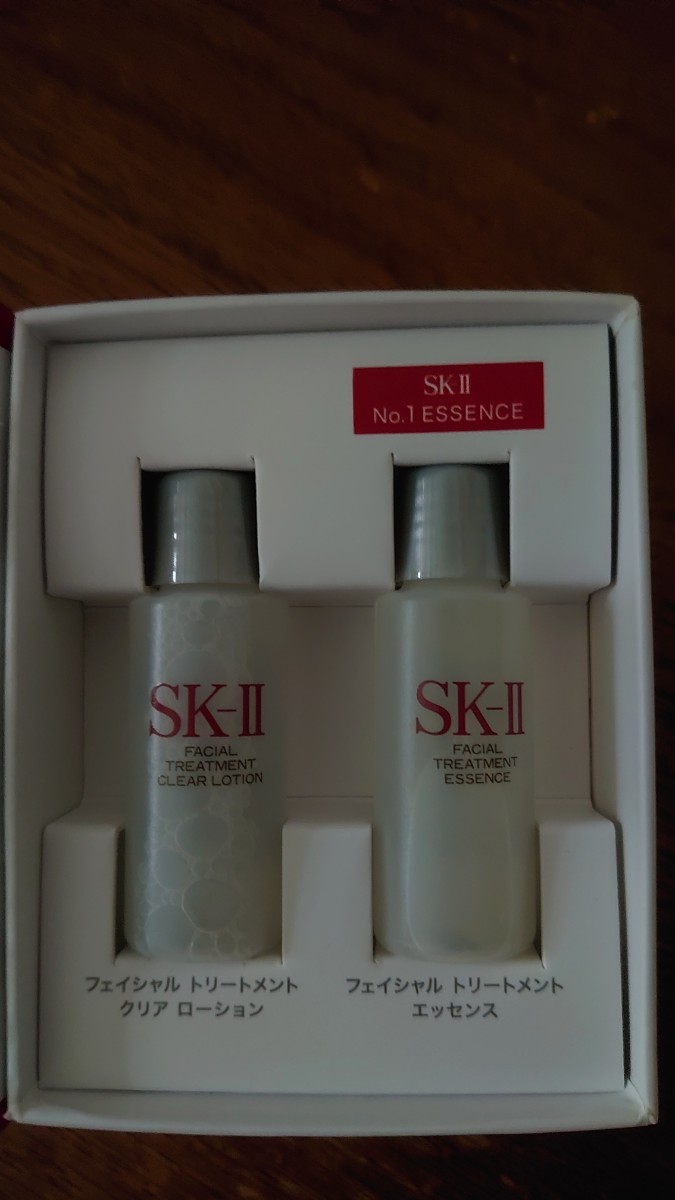 SK-II
No.1 ESSENCE
SK-II
FACIAL
TREATMENT
CLEAR LOTION
SK-II
FACIAL
TREATMENT
ESSENCE
フェイシャル トリートメント
クリア ローション
フェイシャル トリートメント
エッセンス